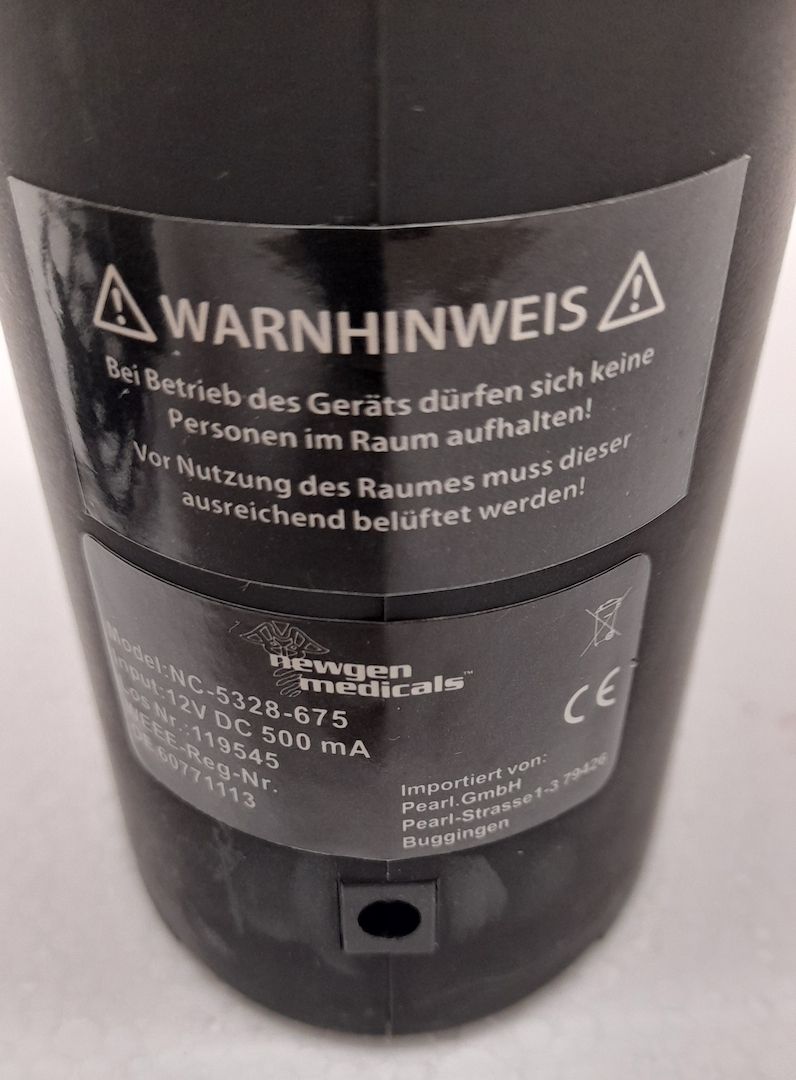 WARNHINWEIS
Bei Betrieb des Geräts dürfen sich keine
Personen im Raum aufhalten!
Vor Nutzung des Raumes muss dieser
ausreichend belüftet werden!
newgen
medicals™
Model:NC-5328-675
Input:12V DC 500 mA
Los Nr.:119545
WEEE-Reg-Nr.
DE 60771113
CE
Importiert von:
Pearl.GmbH
Pearl-Strasse1-3 79426
Buggingen